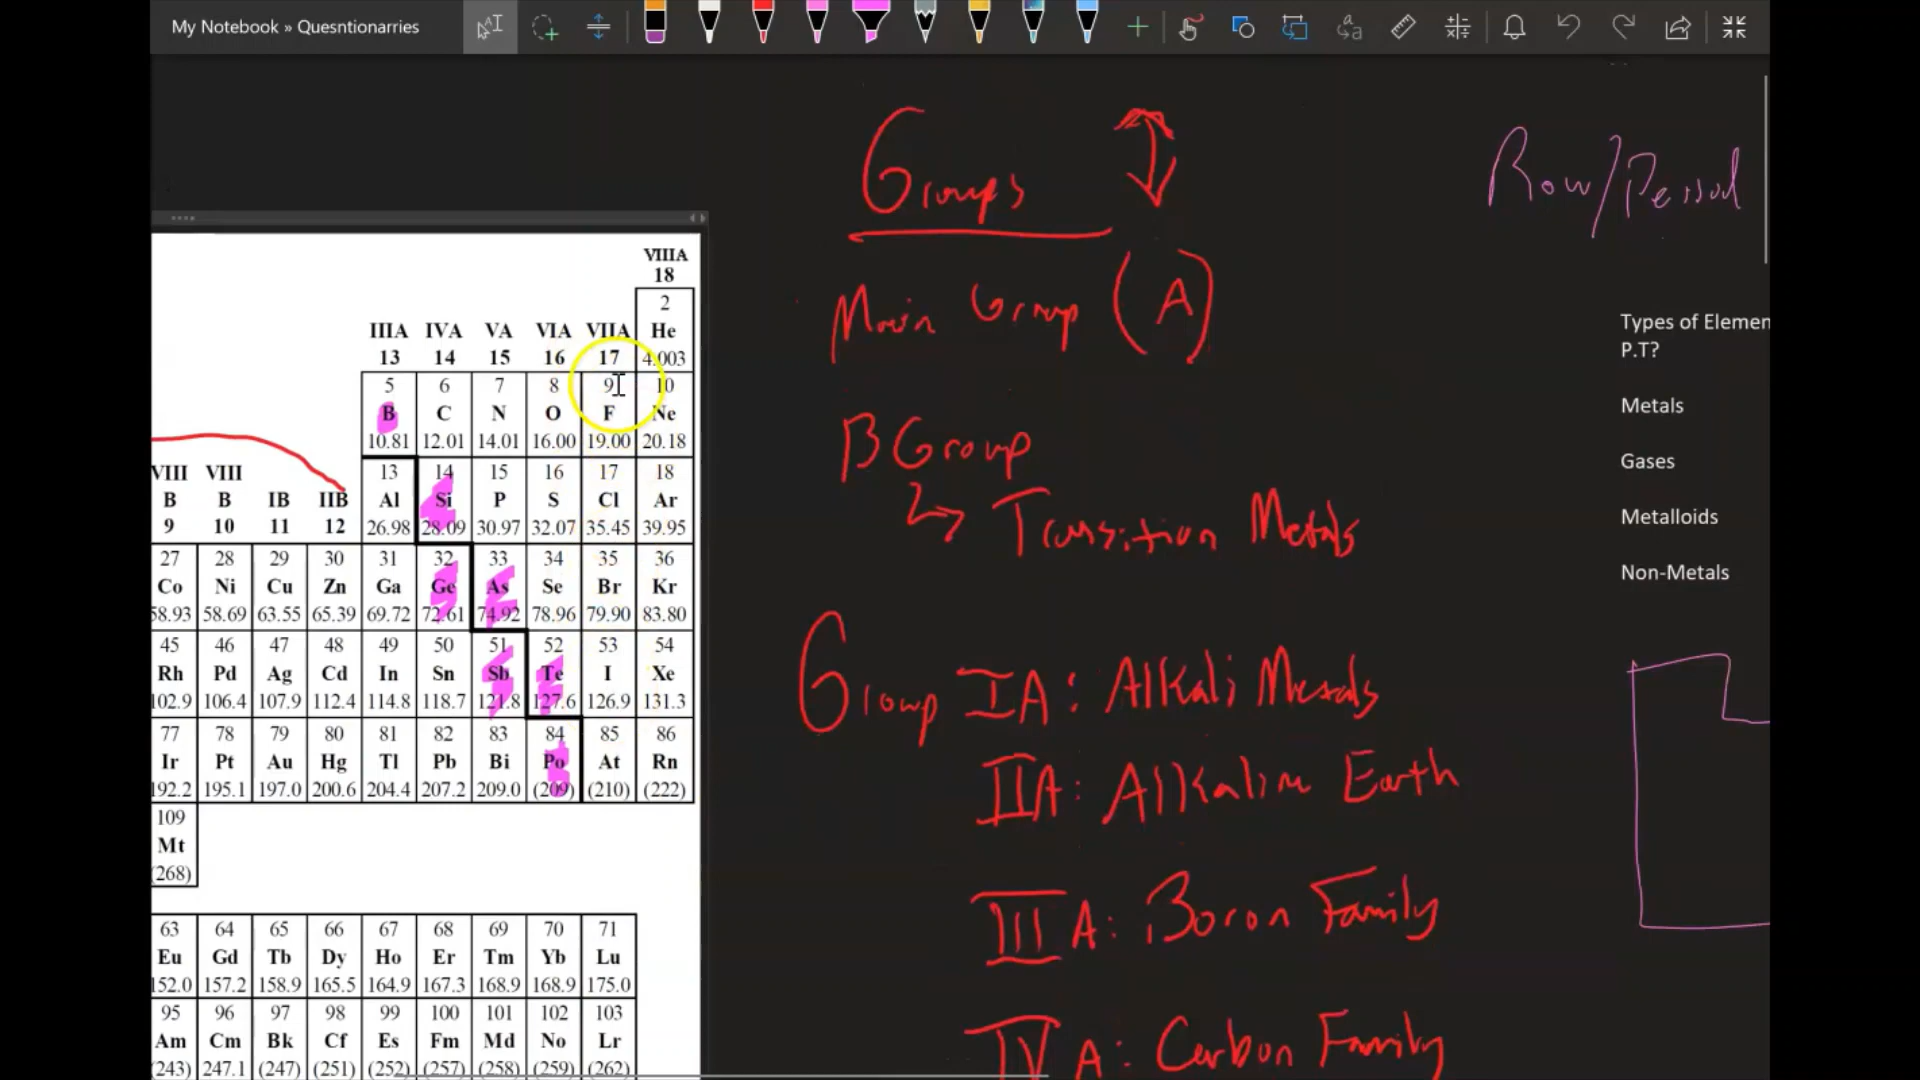 My Notebook » Quesntionarries
Groups
Main Group (A)
B Group
Transition Metals
Group IA: Alkali Metals
IIA: Alkaline Earth
III A: Boron Family
IV A: Carbon Family
Row/Period
Types of Elemen
P.T?
Metals
Gases
Metalloids
Non-Metals
VIIIA
18
2
IIIA IVA VA VIA VIIA He
13 14 15 16 17 4.003
5 6 7 8 9 10
B C N O F Ne
10.81 12.01 14.01 16.00 19.00 20.18
VIII VIII 13 14 15 16 17 18
B B IB IIB Al Si P S Cl Ar
9 10 11 12 26.98 28.09 30.97 32.07 35.45 39.95
27 28 29 30 31 32 33 34 35 36
Co Ni Cu Zn Ga Ge As Se Br Kr
58.93 58.69 63.55 65.39 69.72 72.61 74.92 78.96 79.90 83.80
45 46 47 48 49 50 51 52 53 54
Rh Pd Ag Cd In Sn Sb Te I Xe
102.9 106.4 107.9 112.4 114.8 118.7 121.8 127.6 126.9 131.3
77 78 79 80 81 82 83 84 85 86
Ir Pt Au Hg Tl Pb Bi Po At Rn
192.2 195.1 197.0 200.6 204.4 207.2 209.0 (209) (210) (222)
109
Mt
(268)
63 64 65 66 67 68 69 70 71
Eu Gd Tb Dy Ho Er Tm Yb Lu
152.0 157.2 158.9 165.5 164.9 167.3 168.9 168.9 175.0
95 96 97 98 99 100 101 102 103
Am Cm Bk Cf Es Fm Md No Lr
(243) 247.1 (247) (251) (252) (257) (258) (259) (262)